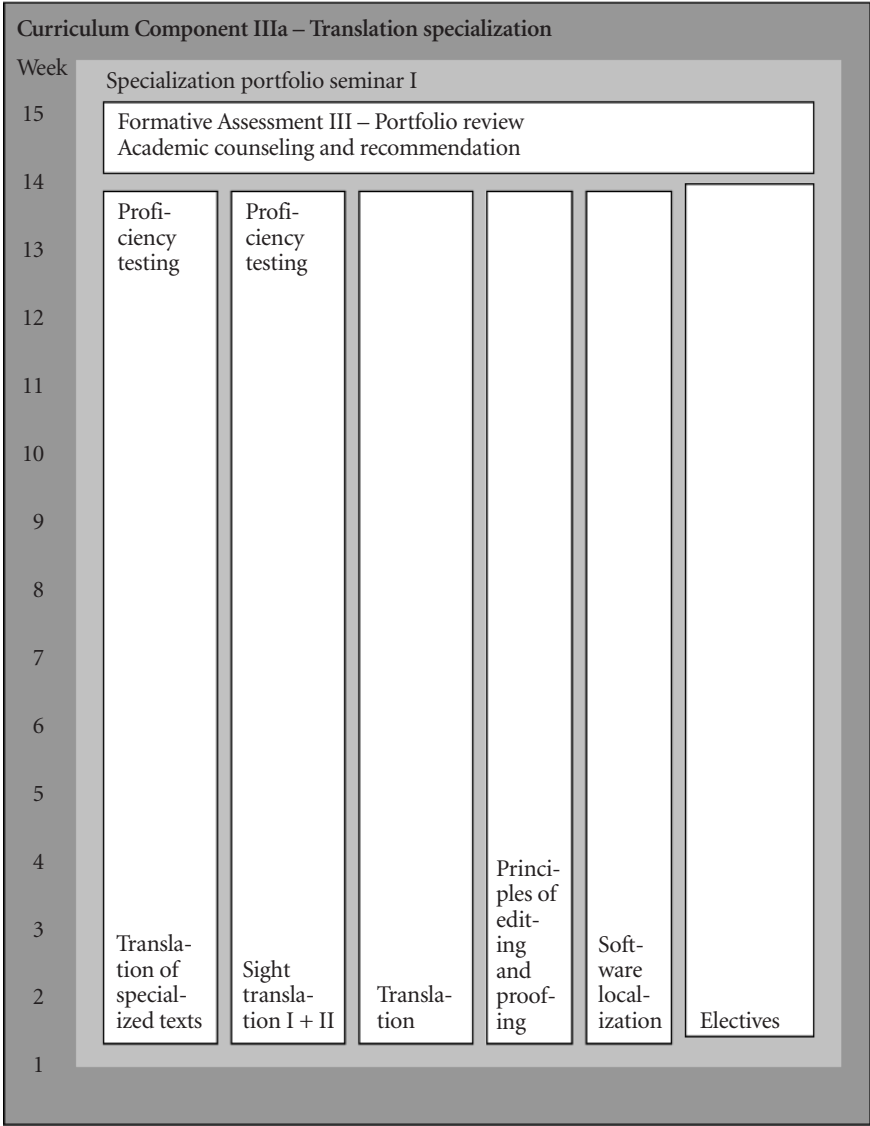 Curriculum Component IIIa – Translation specialization
Week
Specialization portfolio seminar I
15
Formative Assessment III – Portfolio review
Academic counseling and recommendation
14
Profi-
ciency
testing
Profi-
ciency
testing
13
12
11
10
9
8
7
6
5
4
3
2
1
Transla-
tion of
special-
ized texts
Sight
transla-
tion I + II
Transla-
tion
Princi-
ples of
edit-
ing
and
proof-
ing
Soft-
ware
local-
ization
Electives